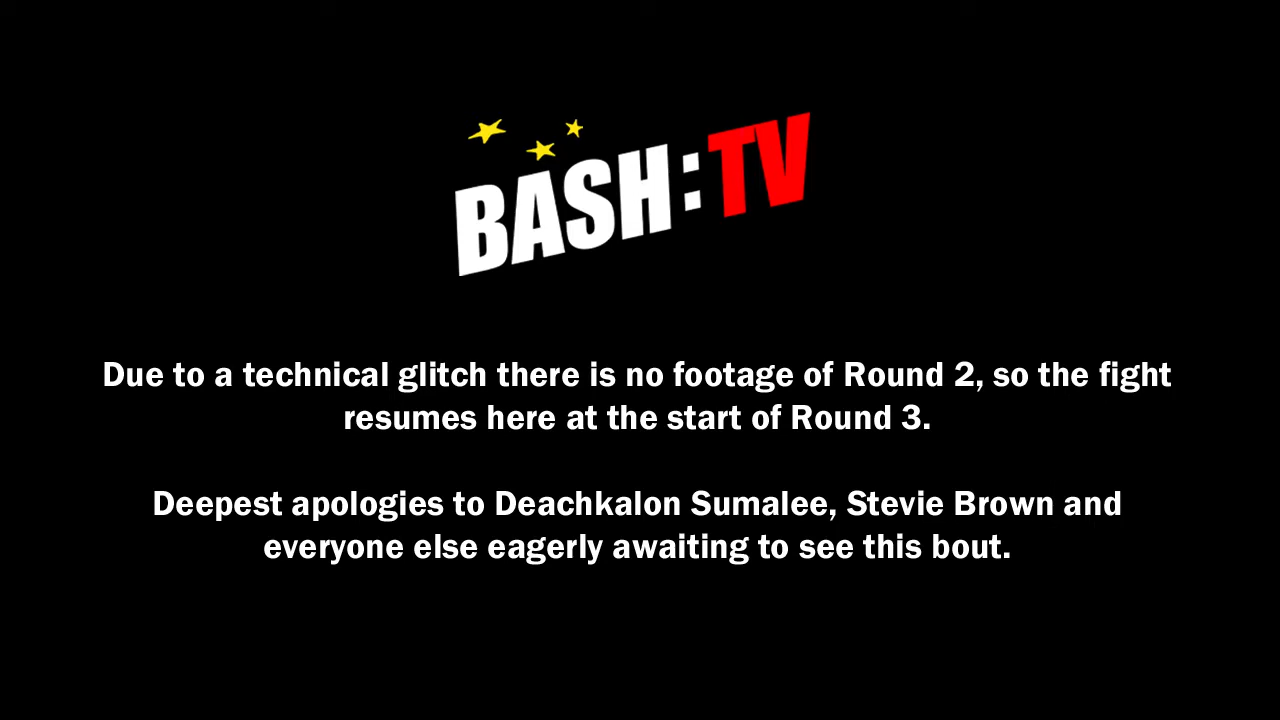 BASH:TV
Due to a technical glitch there is no footage of Round 2, so the fight
resumes here at the start of Round 3.
Deepest apologies to Deachkalon Sumalee, Stevie Brown and
everyone else eagerly awaiting to see this bout.